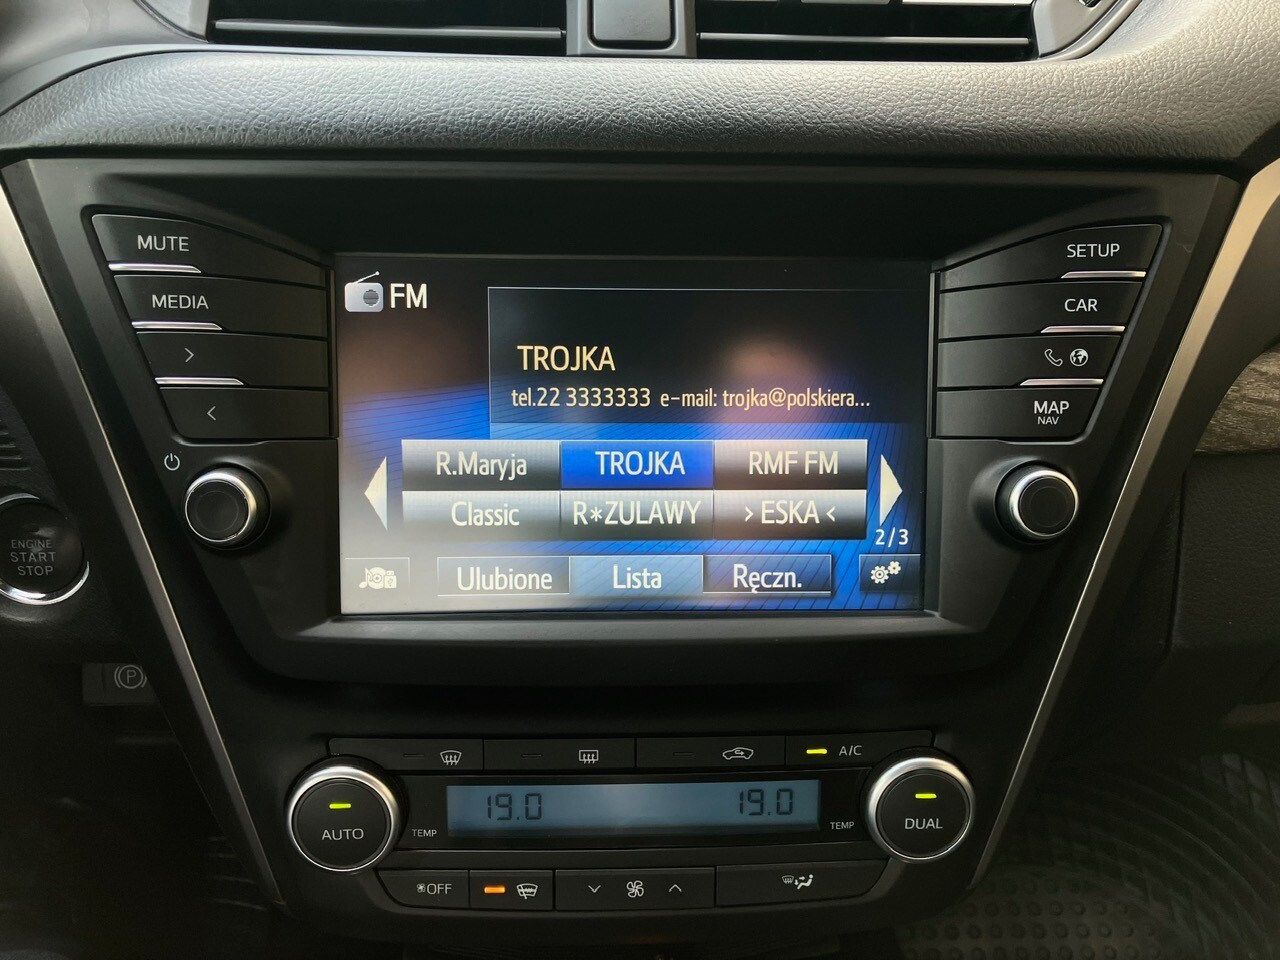 MUTE
MEDIA
SETUP
CAR
MAP
NAV
FM
TROJKA
tel.22 3333333 e-mail: trojka@polskiera...
R.Maryja TROJKA RMF FM
Classic R*ZULAWY > ESKA <
2/3
Ulubione Lista Ręczn.
ENGINE
START
STOP
P
A/C
AUTO
TEMP
19.0 19.0
TEMP
DUAL
OFF